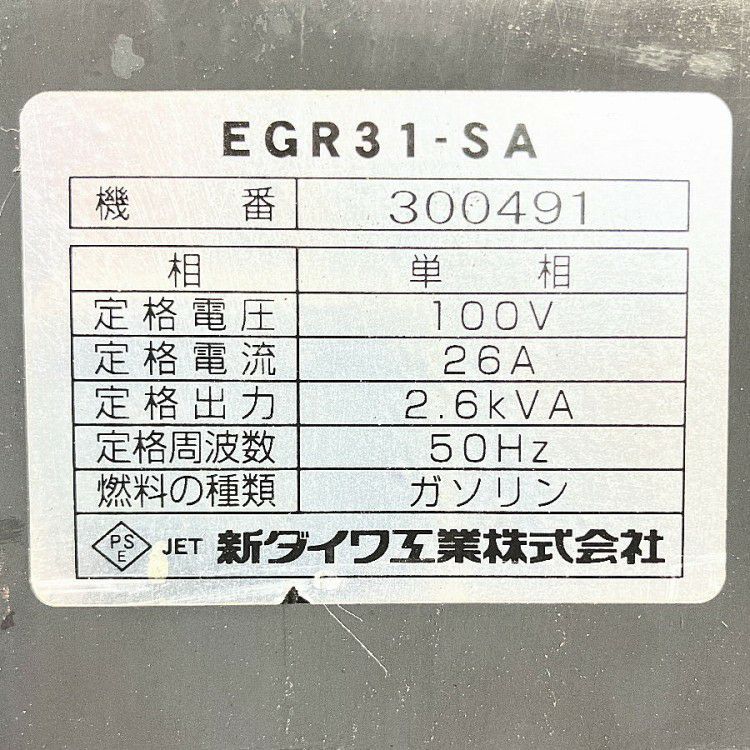 EGR31-SA
機番 300491
相 単相
定格電圧 100V
定格電流 26A
定格出力 2.6kVA
定格周波数 50Hz
燃料の種類 ガソリン
PSE JET 新ダイワ工業株式会社